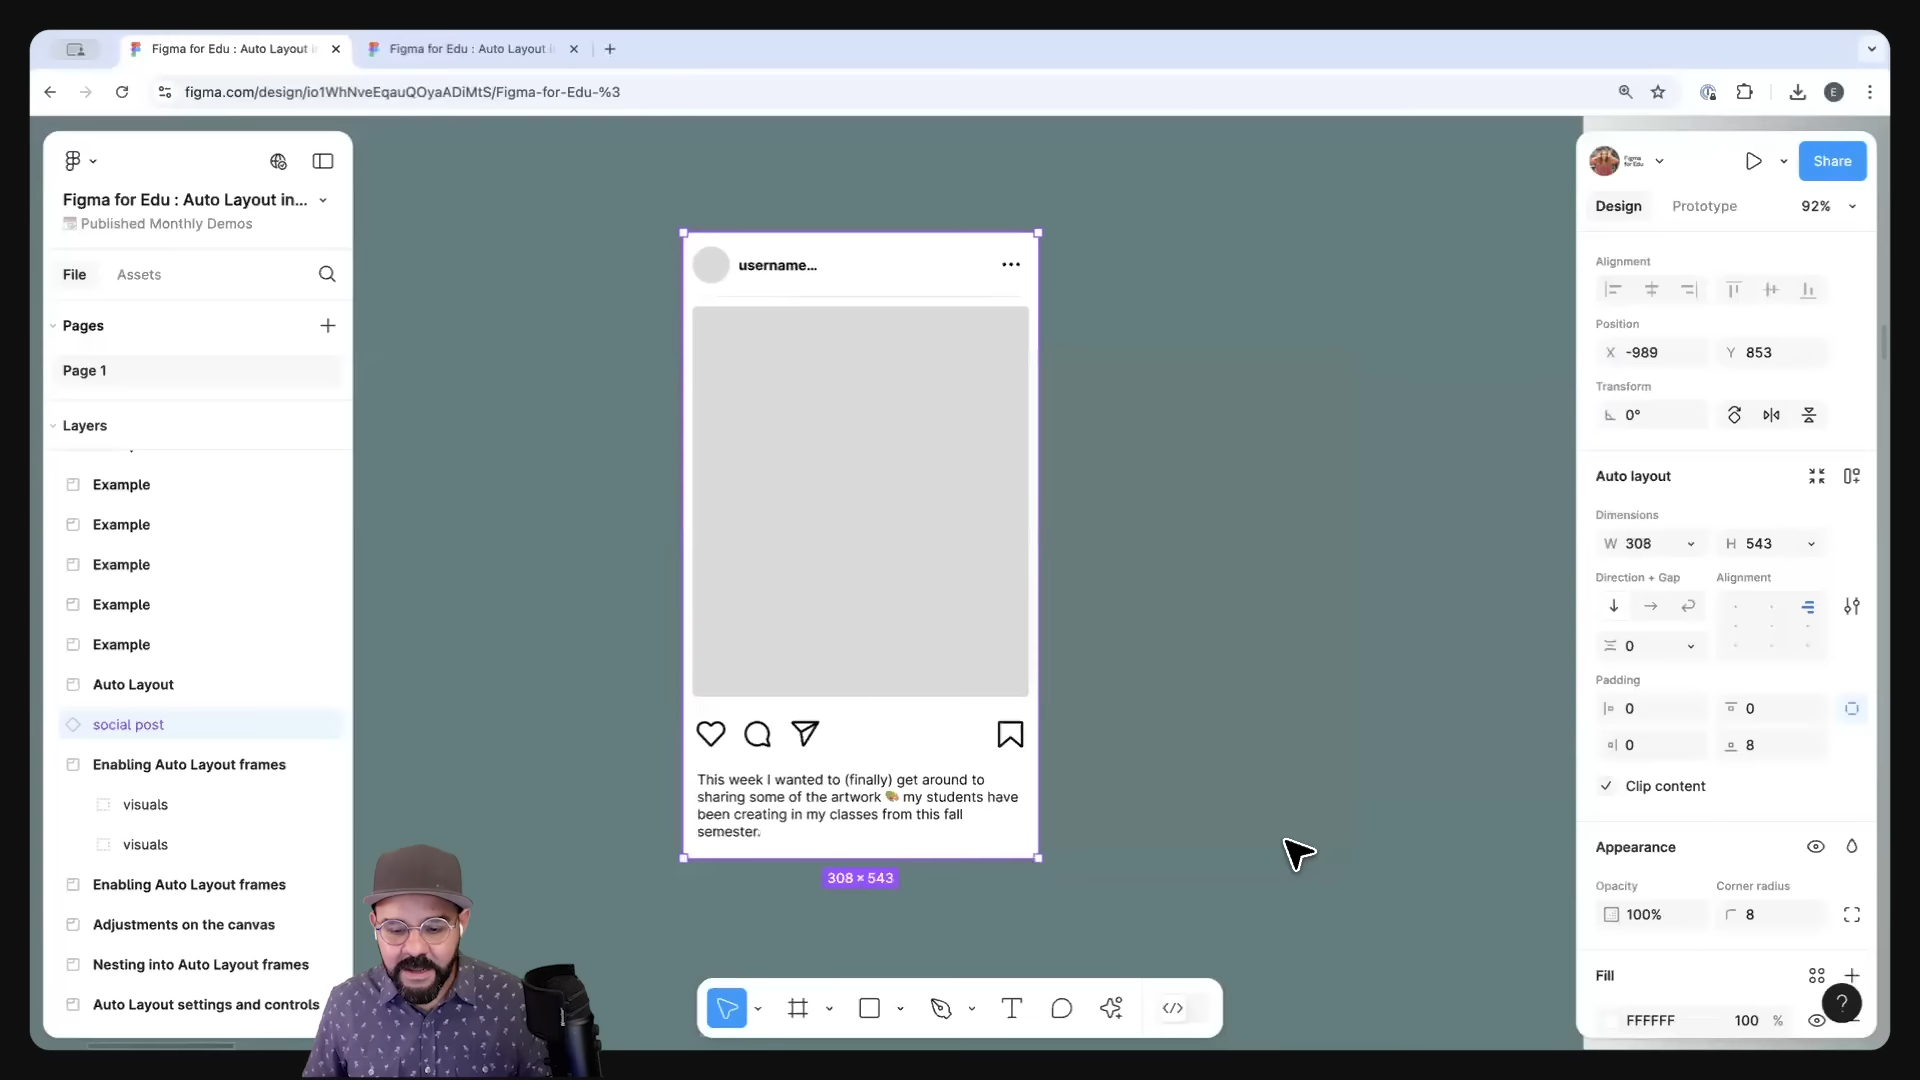 Figma for Edu : Auto Layout i
Figma for Edu : Auto Layout i
figma.com/design/io1WhNveEqauQOyaADiMtS/Figma-for-Edu-%3
E
Figma for Edu : Auto Layout in...
Published Monthly Demos
File
Assets
Pages
Page 1
Layers
Example
Example
Example
Example
Example
Auto Layout
social post
Enabling Auto Layout frames
visuals
visuals
Enabling Auto Layout frames
Adjustments on the canvas
Nesting into Auto Layout frames
Auto Layout settings and controls
username...
This week I wanted to (finally) get around to
sharing some of the artwork 🎨 my students have
been creating in my classes from this fall
semester.
308 × 543
Figma for Edu
Share
Design
Prototype
92%
Alignment
Position
X -989
Y 853
Transform
0°
Auto layout
Dimensions
W 308
H 543
Direction + Gap
Alignment
0
Padding
0
0
0
8
Clip content
Appearance
Opacity
Corner radius
100%
8
Fill
FFFFFF
100 %
?